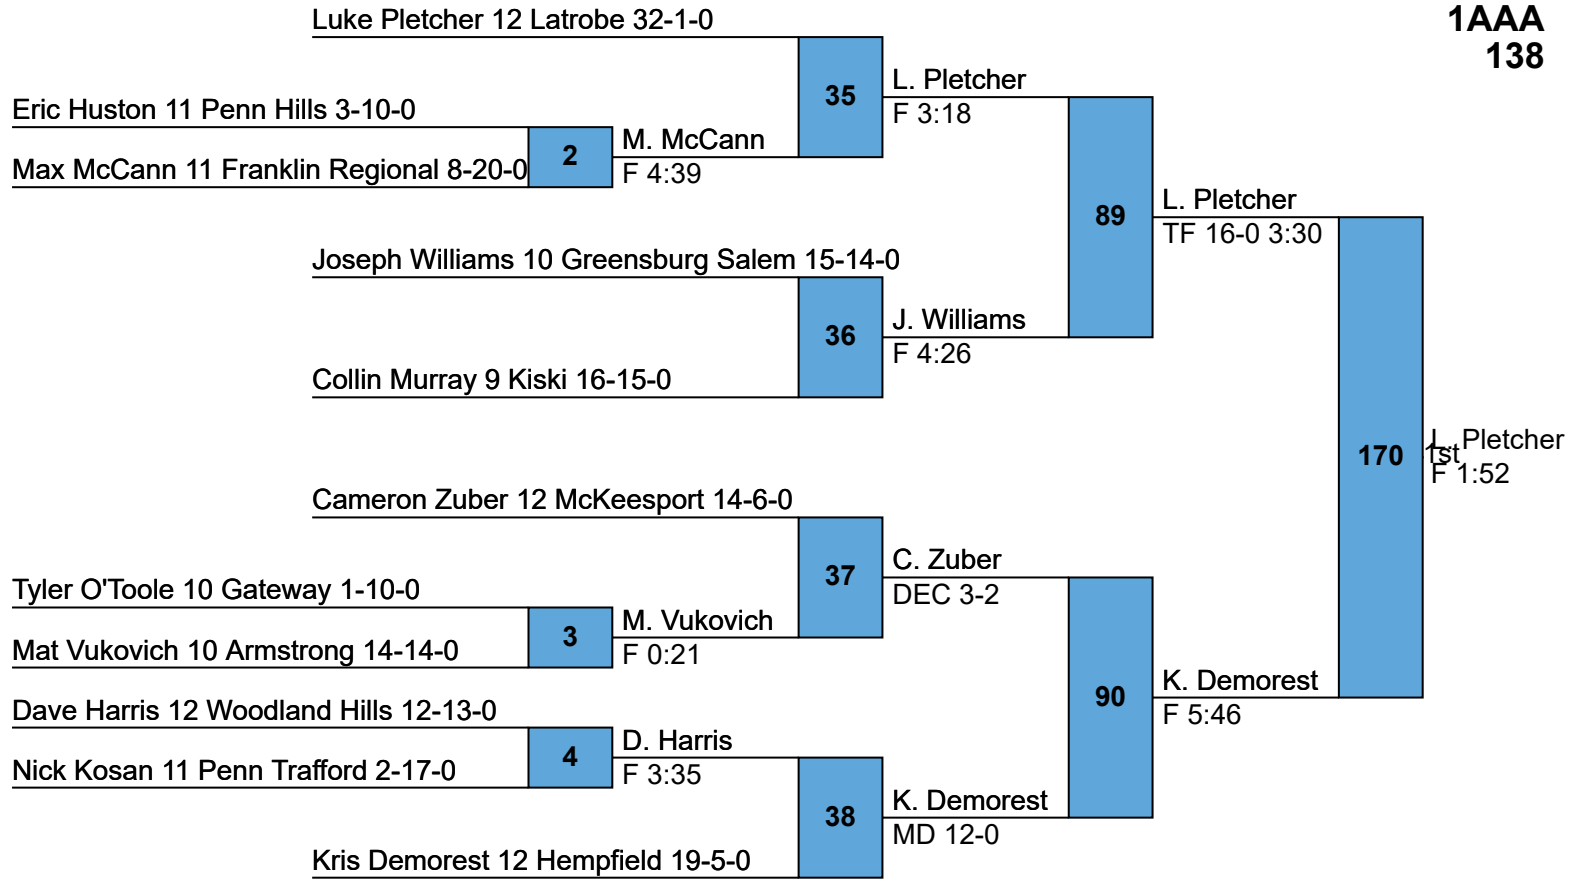 Luke Pletcher 12 Latrobe 32-1-0
1AAA
138
35
L. Pletcher
F 3:18
Eric Huston 11 Penn Hills 3-10-0
2
M. McCann
F 4:39
Max McCann 11 Franklin Regional 8-20-0
89
L. Pletcher
TF 16-0 3:30
Joseph Williams 10 Greensburg Salem 15-14-0
36
J. Williams
F 4:26
Collin Murray 9 Kiski 16-15-0
170
L. Pletcher
1st
F 1:52
Cameron Zuber 12 McKeesport 14-6-0
37
C. Zuber
DEC 3-2
Tyler O'Toole 10 Gateway 1-10-0
3
M. Vukovich
F 0:21
Mat Vukovich 10 Armstrong 14-14-0
90
K. Demorest
F 5:46
Dave Harris 12 Woodland Hills 12-13-0
4
D. Harris
F 3:35
Nick Kosan 11 Penn Trafford 2-17-0
38
K. Demorest
MD 12-0
Kris Demorest 12 Hempfield 19-5-0